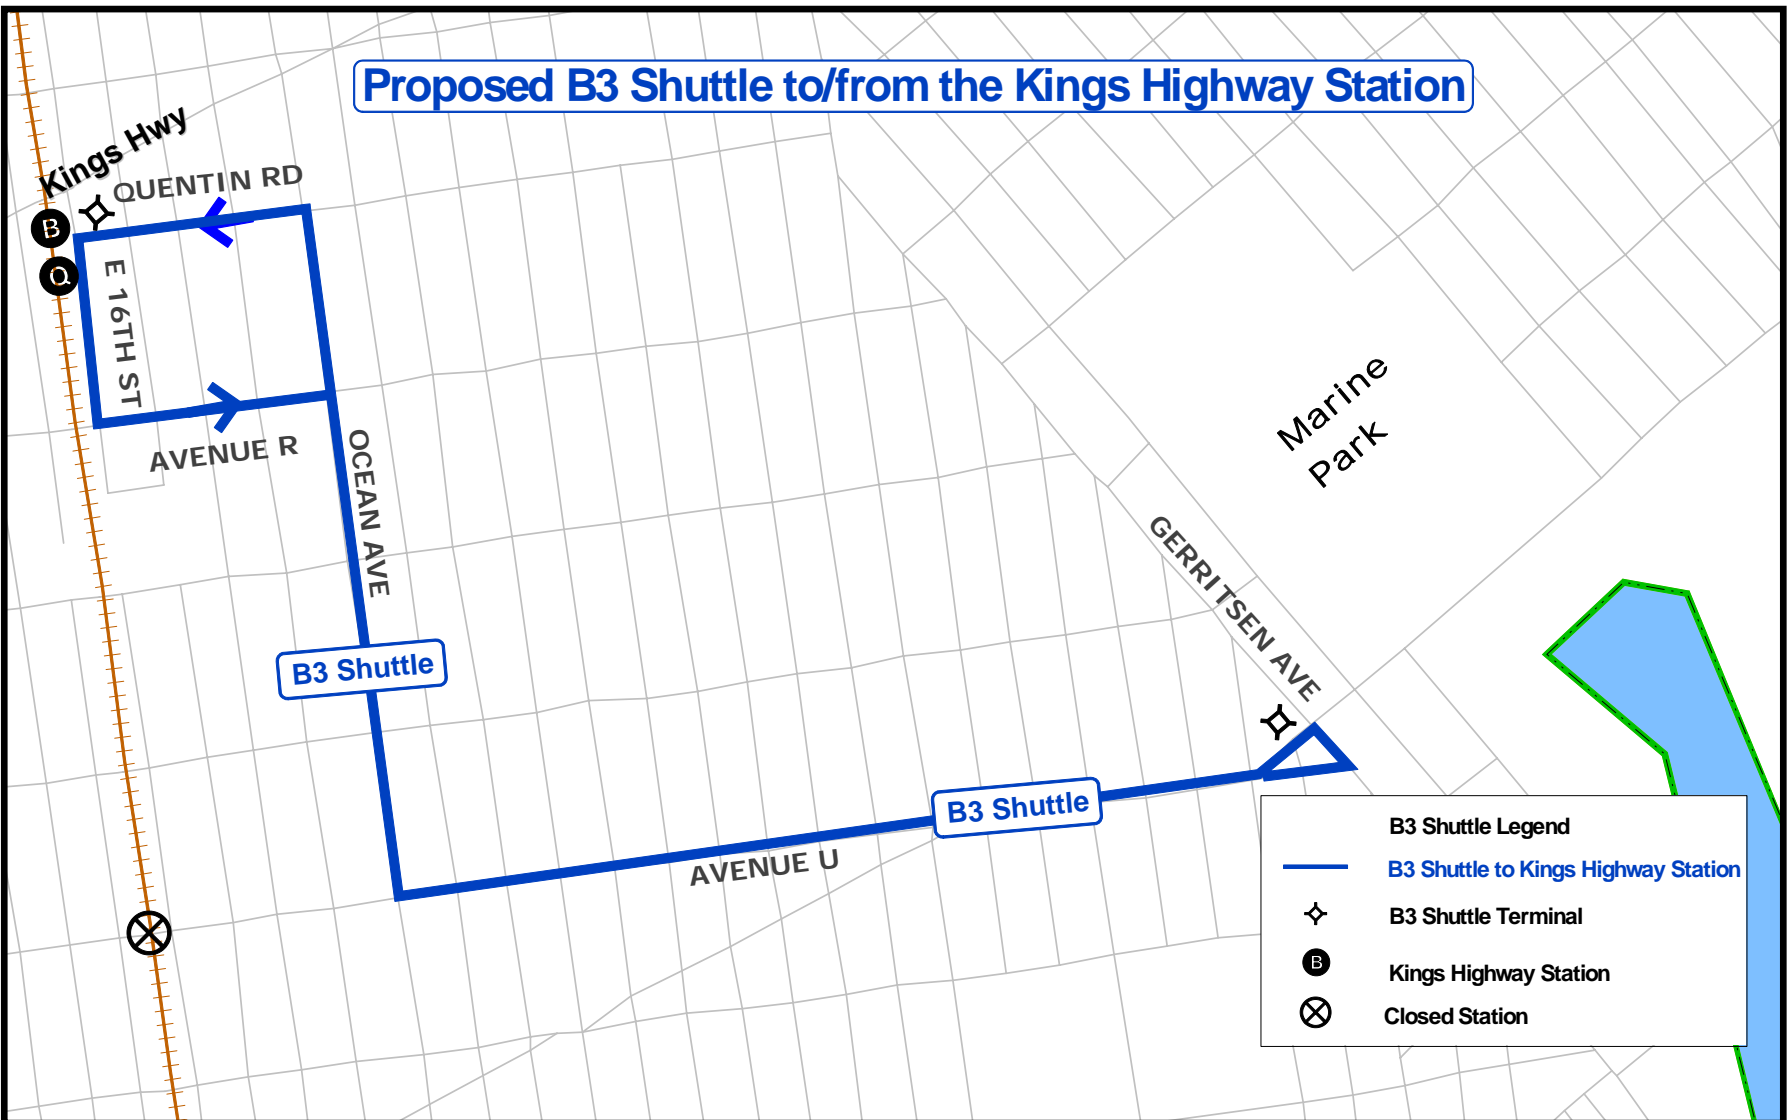 Proposed B3 Shuttle to/from the Kings Highway Station
Kings Hwy
QUENTIN RD
B
Q
E 16TH ST
AVENUE R
OCEAN AVE
Marine
Park
GERRITSEN AVE
B3 Shuttle
B3 Shuttle
AVENUE U
B3 Shuttle Legend
B3 Shuttle to Kings Highway Station
B3 Shuttle Terminal
B
Kings Highway Station
Closed Station